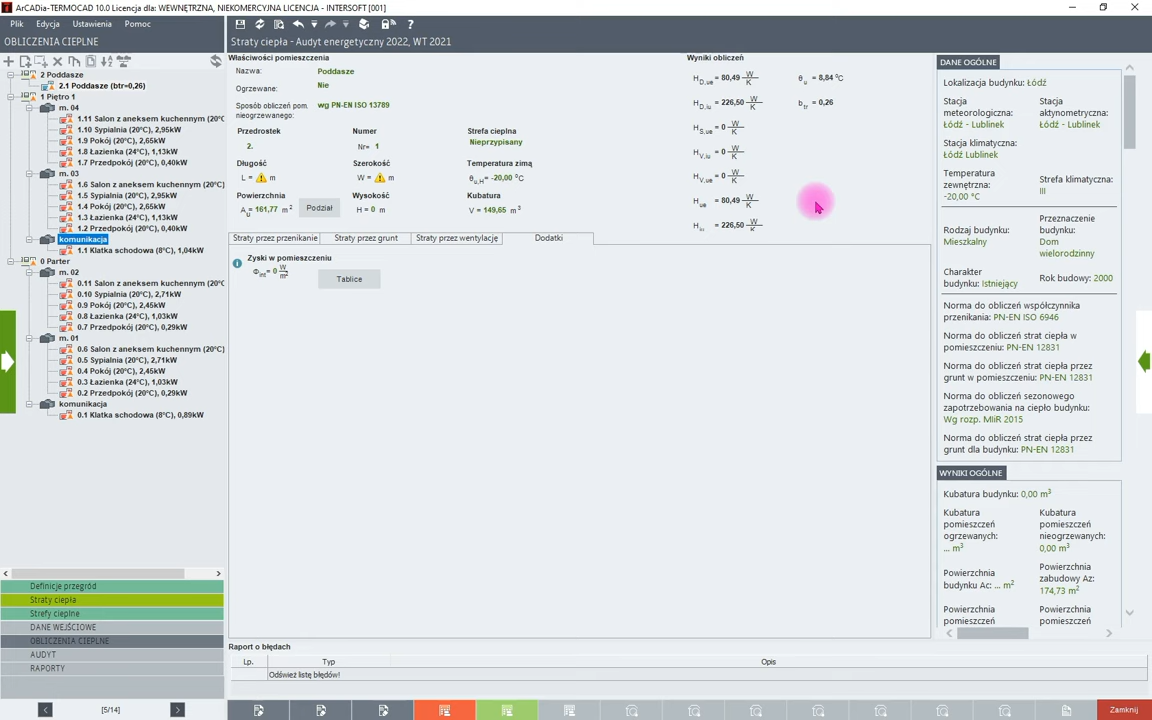 ArCADia-TERMOCAD 10.0 Licencja dla: WEWNĘTRZNA, NIEKOMERCYJNA LICENCJA - INTERSOFT [001]
Plik Edycja Ustawienia Pomoc
OBLICZENIA CIEPLNE
Straty ciepła - Audyt energetyczny 2022, WT 2021
2 Poddasze
2.1 Poddasze (btr=0,26)
1 Piętro 1
m. 04
1.11 Salon z aneksem kuchennym (20°C)
1.10 Sypialnia (20°C), 2,95kW
1.9 Pokój (20°C), 2,65kW
1.8 Łazienka (24°C), 1,13kW
1.7 Przedpokój (20°C), 0,40kW
m. 03
1.6 Salon z aneksem kuchennym (20°C)
1.5 Sypialnia (20°C), 2,95kW
1.4 Pokój (20°C), 2,65kW
1.3 Łazienka (24°C), 1,13kW
1.2 Przedpokój (20°C), 0,40kW
komunikacja
1.1 Klatka schodowa (8°C), 1,04kW
0 Parter
m. 02
0.11 Salon z aneksem kuchennym (20°C)
0.10 Sypialnia (20°C), 2,71kW
0.9 Pokój (20°C), 2,45kW
0.8 Łazienka (24°C), 1,03kW
0.7 Przedpokój (20°C), 0,29kW
m. 01
0.6 Salon z aneksem kuchennym (20°C)
0.5 Sypialnia (20°C), 2,71kW
0.4 Pokój (20°C), 2,45kW
0.3 Łazienka (24°C), 1,03kW
0.2 Przedpokój (20°C), 0,29kW
komunikacja
0.1 Klatka schodowa (8°C), 0,89kW
Definicje przegród
Straty ciepła
Strefy cieplne
DANE WEJŚCIOWE
OBLICZENIA CIEPLNE
AUDYT
RAPORTY
[5/14]
Właściwości pomieszczenia
Nazwa: Poddasze
Ogrzewane: Nie
Sposób obliczeń pom. nieogrzewanego: wg PN-EN ISO 13789
Przedrostek Numer Strefa cieplna
2. Nr= 1 Nieprzypisany
Długość Szerokość Temperatura zimą
L = m W = m θu,H= -20,00 °C
Powierzchnia Wysokość Kubatura
Au= 161,77 m2 Podział H = 0 m V = 149,65 m3
Wyniki obliczeń
HD,ue = 80,49 W/K θu = 8,84 °C
HD,iu = 226,50 W/K btr = 0,26
HS,ue = 0 W/K
HV,iu = 0 W/K
HV,ue = 0 W/K
Hue = 80,49 W/K
Hiu = 226,50 W/K
Straty przez przenikanie Straty przez grunt Straty przez wentylację Dodatki
Zyski w pomieszczeniu
Φint= 0 W/m2 Tablice
Raport o błędach
Lp. Typ Opis
Odśwież listę błędów!
DANE OGÓLNE
Lokalizacja budynku: Łódź
Stacja meteorologiczna: Łódź - Lublinek
Stacja aktynometryczna: Łódź - Lublinek
Stacja klimatyczna: Łódź Lublinek
Temperatura zewnętrzna: -20,00 °C
Strefa klimatyczna: III
Rodzaj budynku: Mieszkalny
Przeznaczenie budynku: Dom wielorodzinny
Charakter budynku: Istniejący
Rok budowy: 2000
Norma do obliczeń współczynnika
przenikania: PN-EN ISO 6946
Norma do obliczeń strat ciepła w
pomieszczeniu: PN-EN 12831
Norma do obliczeń strat ciepła przez
grunt w pomieszczeniu: PN-EN 12831
Norma do obliczeń sezonowego
zapotrzebowania na ciepło budynku:
Wg rozp. MIiR 2015
Norma do obliczeń strat ciepła przez
grunt dla budynku: PN-EN 12831
WYNIKI OGÓLNE
Kubatura budynku: 0,00 m3
Kubatura pomieszczeń ogrzewanych: ... m3
Kubatura pomieszczeń nieogrzewanych: 0,00 m3
Powierzchnia budynku Ac: ... m2
Powierzchnia zabudowy Az: 174,73 m2
Powierzchnia pomieszczeń
Powierzchnia pomieszczeń
Zamknij